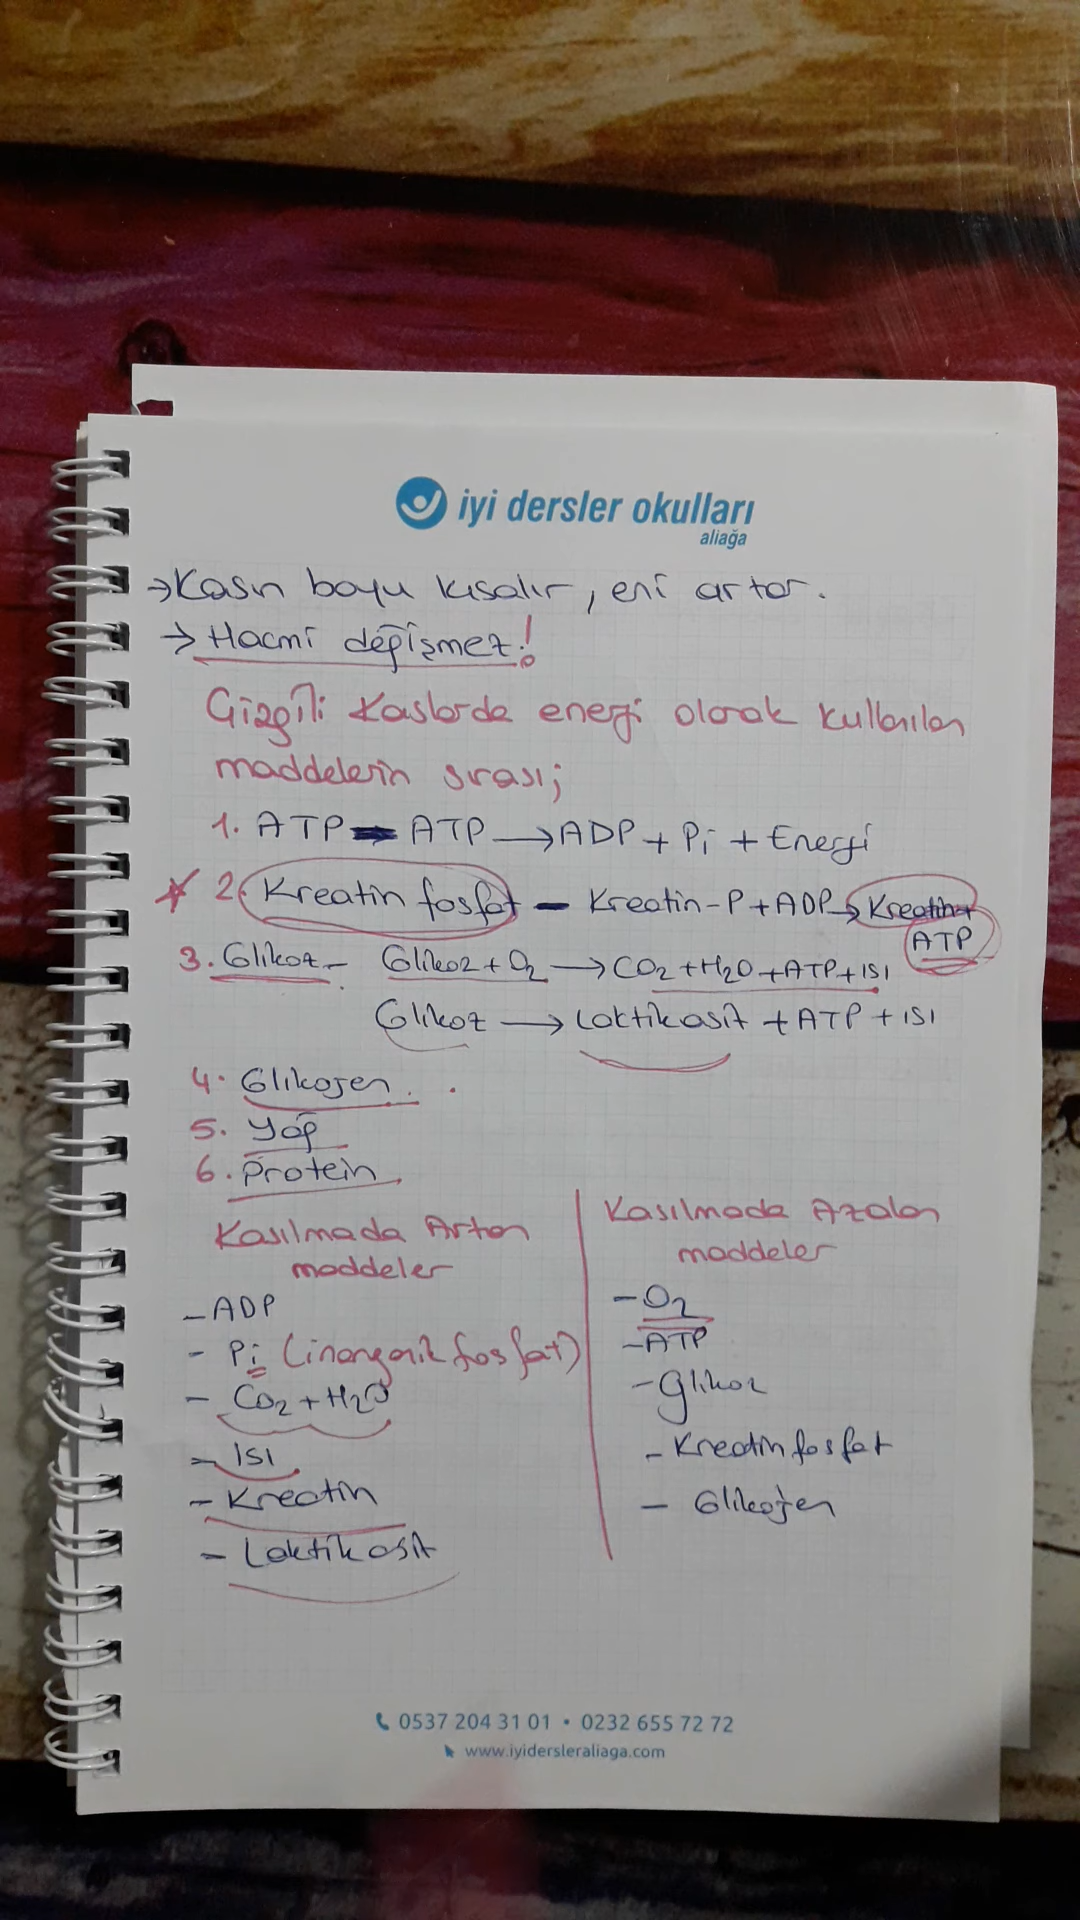 iyi dersler okulları
aliağa
→Kasın boyu kısalır, eni artar.
→ Hacmi değişmez!
Çizgili Kaslarda enerji olarak kullanılan
maddelerin sırası;
1. ATP - ATP → ADP + Pi + Enerji
* 2. Kreatin fosfat - Kreatin-P + ADP → Kreatin +
ATP
3. Glikoz - Glikoz + O2 → CO2 + H2O + ATP + ısı
Glikoz → Laktik asit + ATP + ısı
4. Glikojen.
5. Yağ
6. Protein
Kasılmada Artan
maddeler
- ADP
- Pi (inorganik fosfat)
- CO2 + H2O
- ısı
- Kreatin
- Laktik asit
Kasılmada Azalan
maddeler
- O2
- ATP
- glikoz
- Kreatin fosfat
- Glikojen
0537 204 31 01 • 0232 655 72 72
www.iyidersleraliaga.com